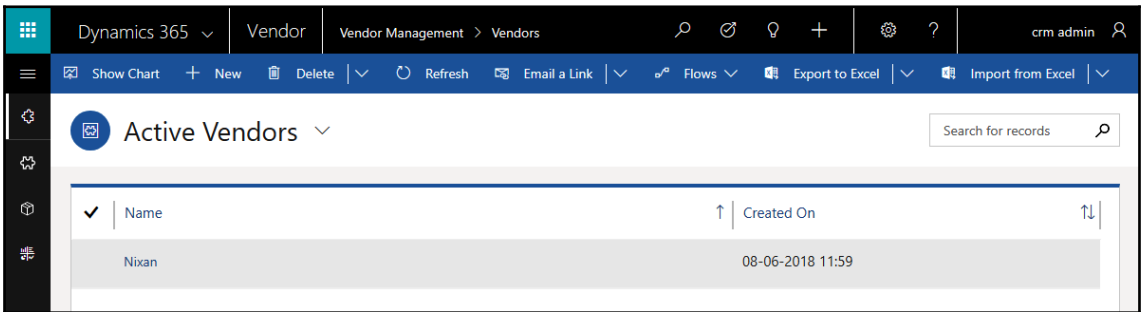 Dynamics 365 Vendor Vendor Management > Vendors ? crm admin
Show Chart New Delete Refresh Email a Link Flows Export to Excel Import from Excel
Active Vendors Search for records
Name Created On
Nixan 08-06-2018 11:59